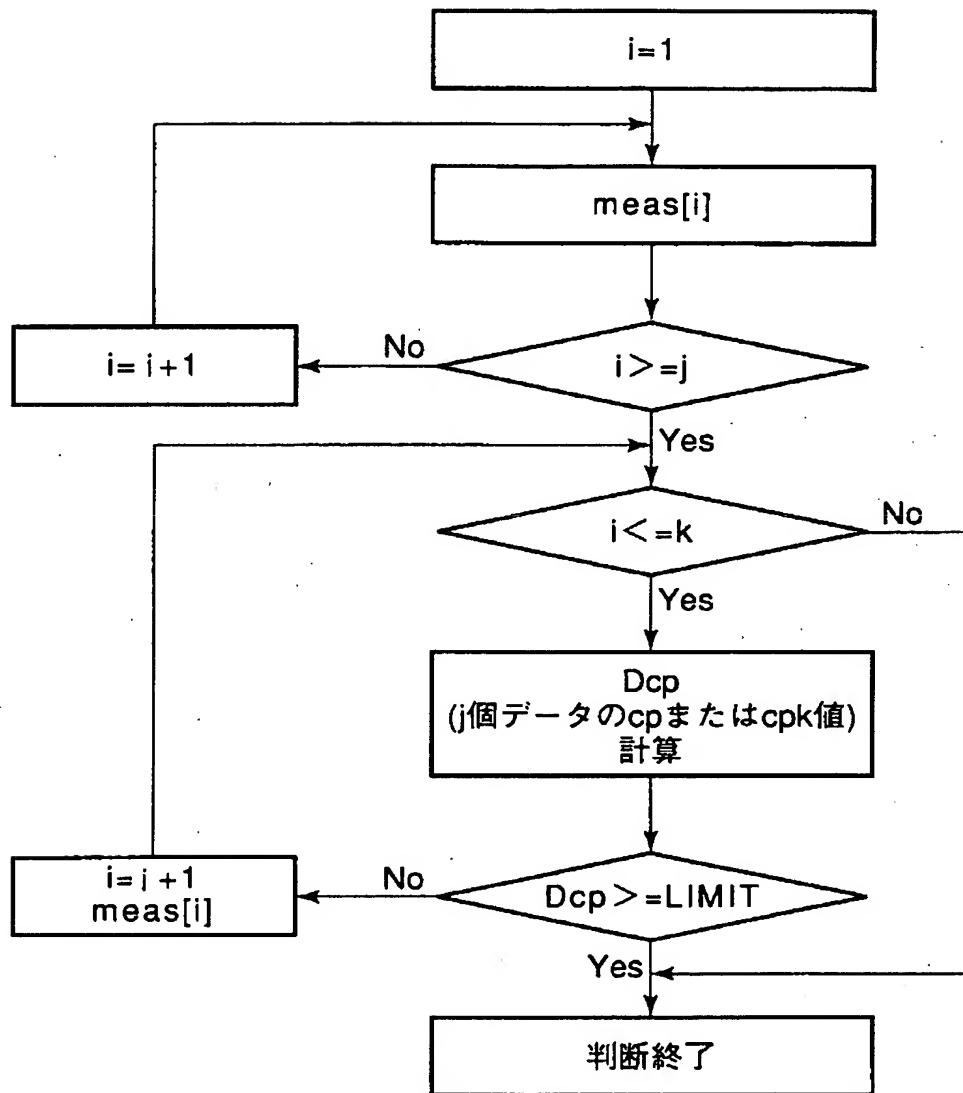 i=1
meas[i]
No
i= i+1
i>=j
Yes
i<=k
No
Yes
Dcp
(j個データのcpまたはcpk値)
計算
i= i+1
meas[i]
No
Dcp>=LIMIT
Yes
判断終了